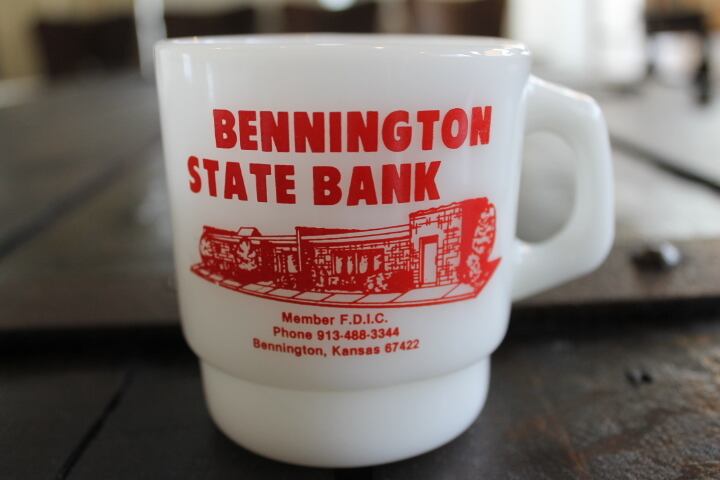 BENNINGTON
STATE BANK
Member F.D.I.C.
Phone 913-488-3344
Bennington, Kansas 67422